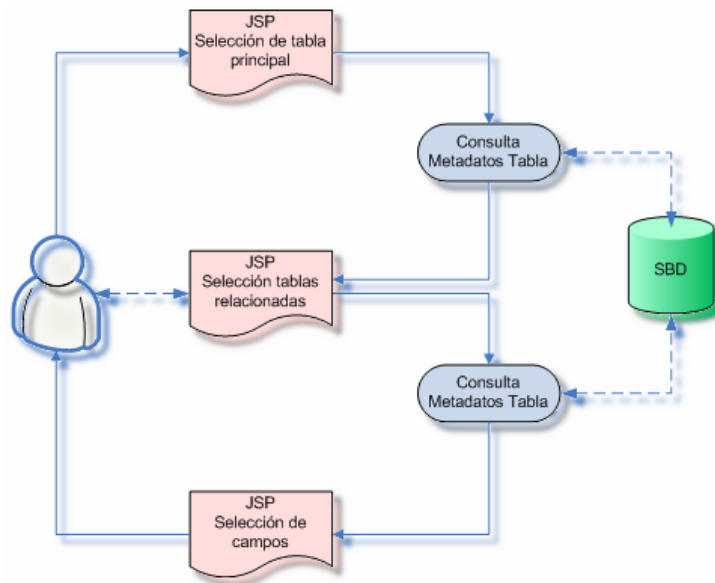 JSP
Selección de tabla
principal
Consulta
Metadatos Tabla
JSP
Selección tablas
relacionadas
SBD
Consulta
Metadatos Tabla
JSP
Selección de
campos